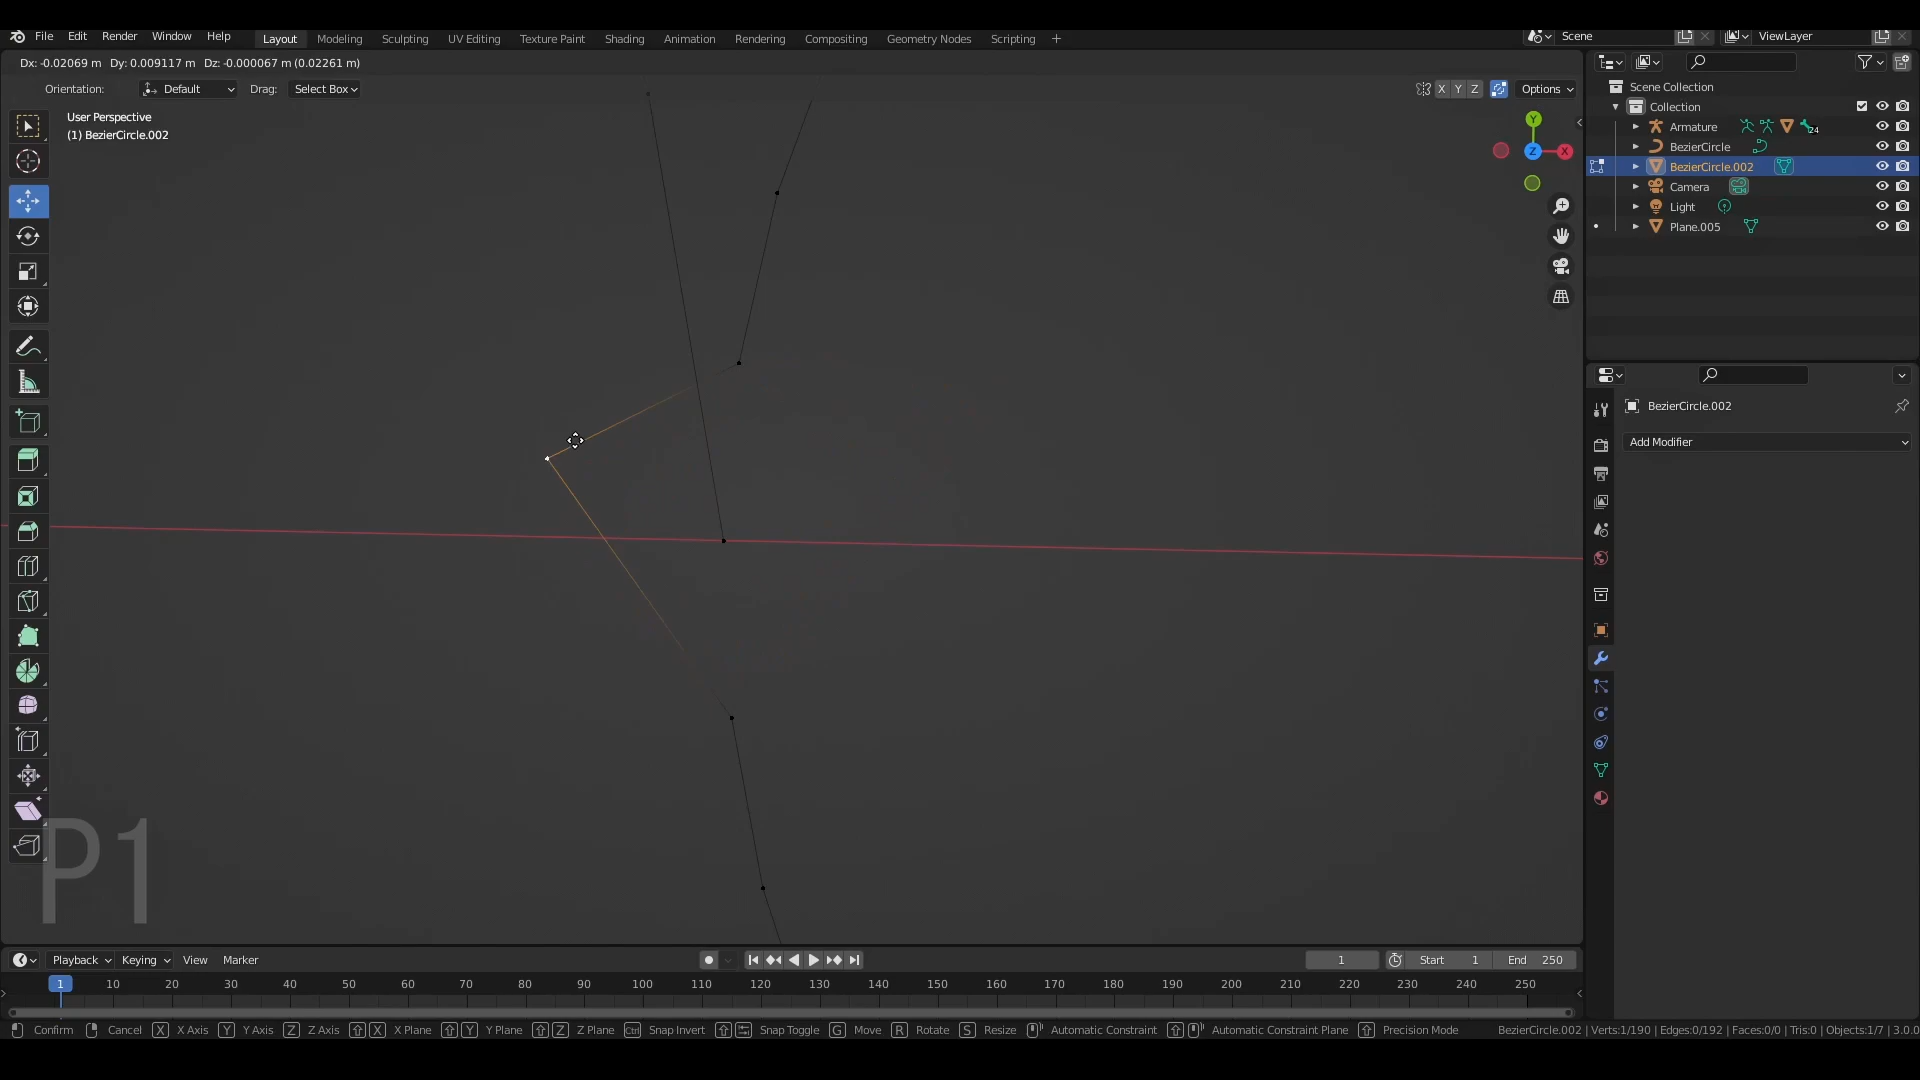 File Edit Render Window Help Layout Modeling Sculpting UV Editing Texture Paint Shading Animation Rendering Compositing Geometry Nodes Scripting + Scene ViewLayer
Dx: -0.02069 m Dy: 0.009117 m Dz: -0.000067 m (0.02261 m)
Orientation: Default Drag: Select Box X Y Z Options
User Perspective
(1) BezierCircle.002
Y
Z X
Scene Collection
Collection
Armature 24
BezierCircle
BezierCircle.002
Camera
Light
Plane.005
BezierCircle.002
Add Modifier
P1
Playback Keying View Marker 1 Start 1 End 250
1 10 20 30 40 50 60 70 80 90 100 110 120 130 140 150 160 170 180 190 200 210 220 230 240 250
Confirm Cancel X X Axis Y Y Axis Z Z Axis X X Plane Y Y Plane Z Z Plane Ctrl Snap Invert Snap Toggle G Move R Rotate S Resize Automatic Constraint Automatic Constraint Plane Precision Mode BezierCircle.002 | Verts:1/190 | Edges:0/192 | Faces:0/0 | Tris:0 | Objects:1/7 | 3.0.0